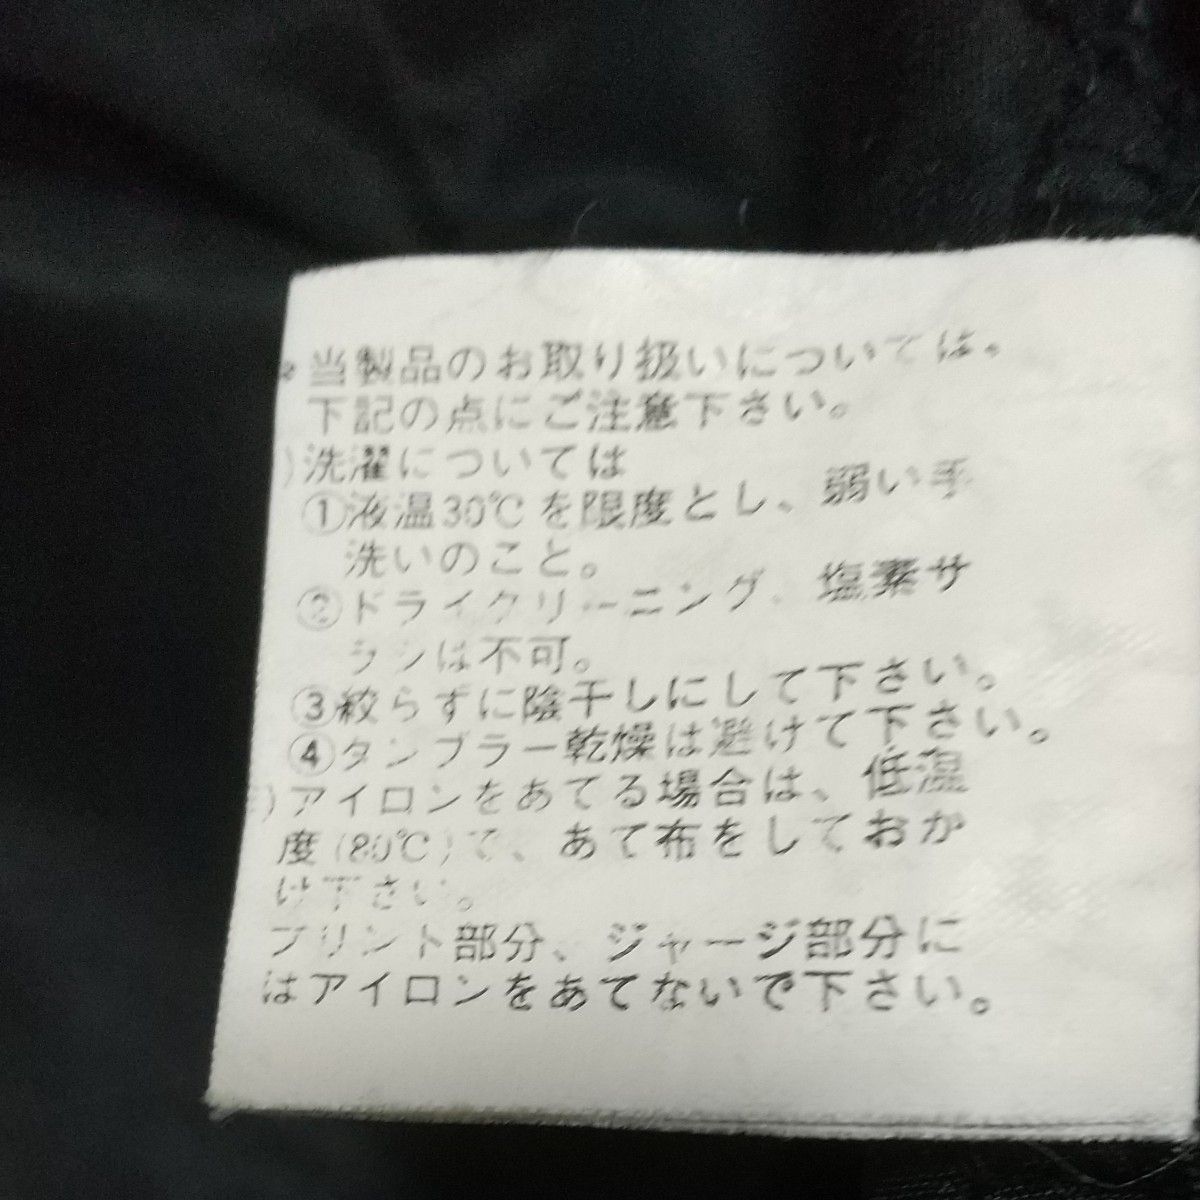 ※当製品のお取り扱いについては、
下記の点にご注意下さい。
)洗濯については
①液温30℃を限度とし、弱い手
洗いのこと。
②ドライクリーニング、塩素サ
ラシは不可。
③絞らずに陰干しにして下さい。
④タンブラー乾燥は避けて下さい。
)アイロンをあてる場合は、低温
度(80℃)で、あて布をしておか
け下さい。
プリント部分、ジャージ部分に
はアイロンをあてないで下さい。